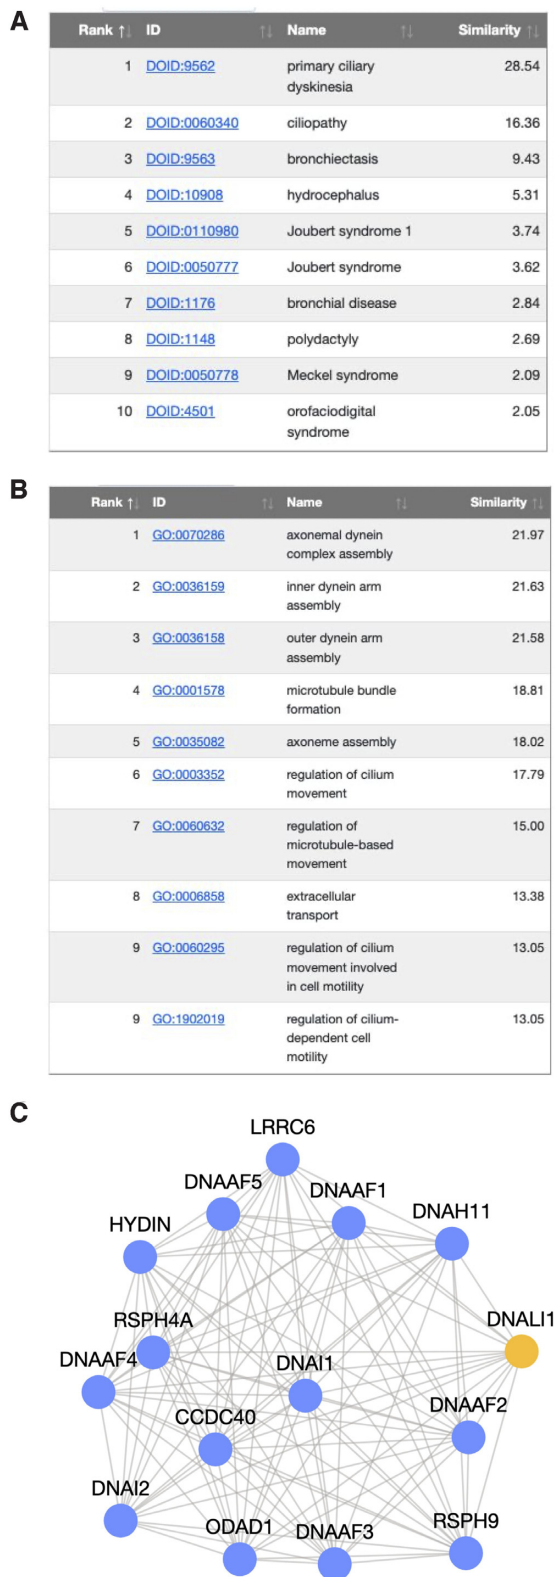 A
Rank ↑↓ ID ↑↓ Name ↑↓ Similarity ↑↓
1 DOID:9562 primary ciliary 28.54
dyskinesia
2 DOID:0060340 ciliopathy 16.36
3 DOID:9563 bronchiectasis 9.43
4 DOID:10908 hydrocephalus 5.31
5 DOID:0110980 Joubert syndrome 1 3.74
6 DOID:0050777 Joubert syndrome 3.62
7 DOID:1176 bronchial disease 2.84
8 DOID:1148 polydactyly 2.69
9 DOID:0050778 Meckel syndrome 2.09
10 DOID:4501 orofaciodigital 2.05
syndrome
B
Rank ↑↓ ID ↑↓ Name ↑↓ Similarity ↑↓
1 GO:0070286 axonemal dynein 21.97
complex assembly
2 GO:0036159 inner dynein arm 21.63
assembly
3 GO:0036158 outer dynein arm 21.58
assembly
4 GO:0001578 microtubule bundle 18.81
formation
5 GO:0035082 axoneme assembly 18.02
6 GO:0003352 regulation of cilium 17.79
movement
7 GO:0060632 regulation of 15.00
microtubule-based
movement
8 GO:0006858 extracellular 13.38
transport
9 GO:0060295 regulation of cilium 13.05
movement involved
in cell motility
9 GO:1902019 regulation of cilium- 13.05
dependent cell
motility
C
LRRC6
DNAAF5
DNAAF1
HYDIN
DNAH11
RSPH4A
DNALI1
DNAAF4
DNAI1
CCDC40
DNAAF2
DNAI2
ODAD1
DNAAF3
RSPH9